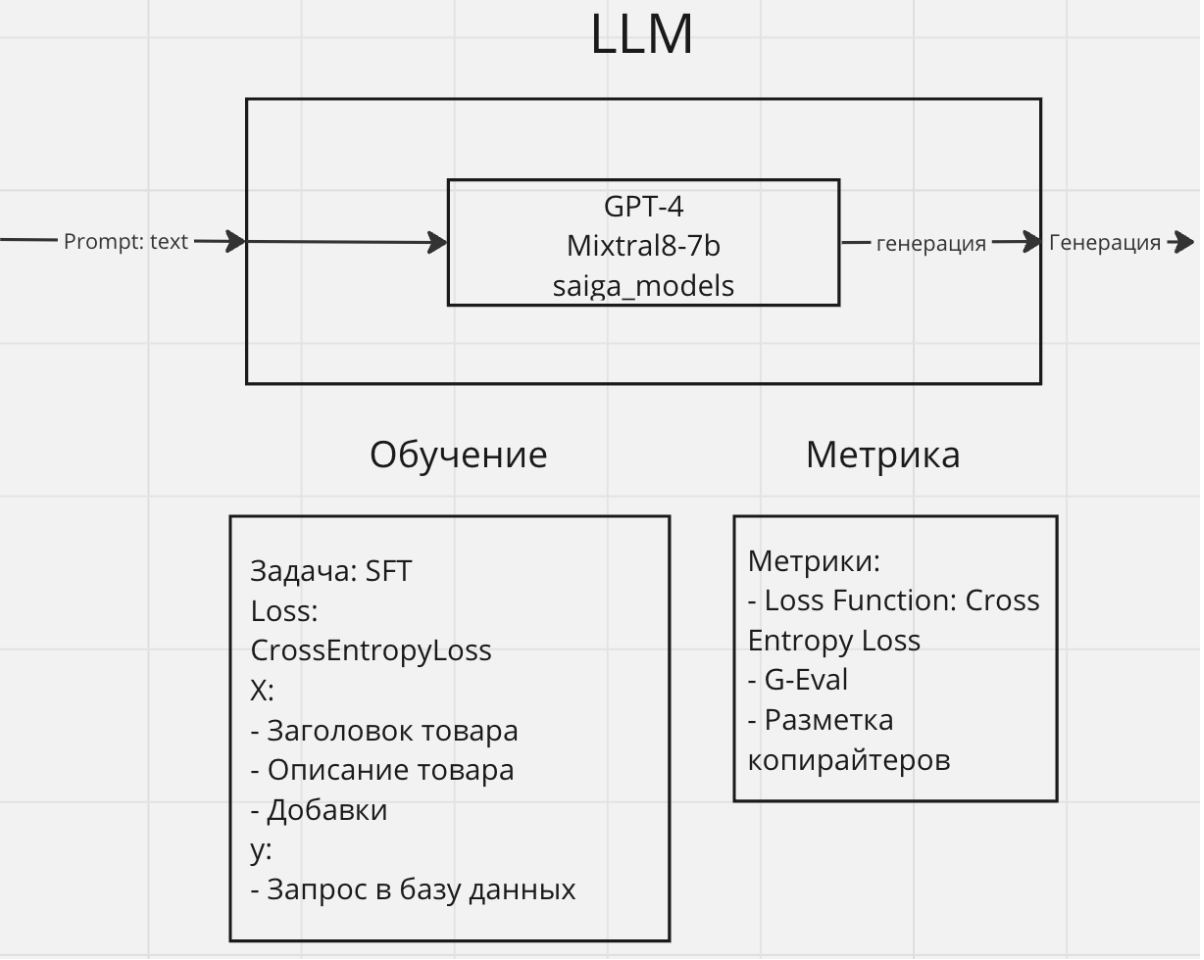 LLM
Prompt: text
GPT-4
Mixtral8-7b
saiga_models
генерация
Генерация
Обучение
Задача: SFT
Loss:
CrossEntropyLoss
X:
- Заголовок товара
- Описание товара
- Добавки
y:
- Запрос в базу данных
Метрика
Метрики:
- Loss Function: Cross
Entropy Loss
- G-Eval
- Разметка
копирайтеров